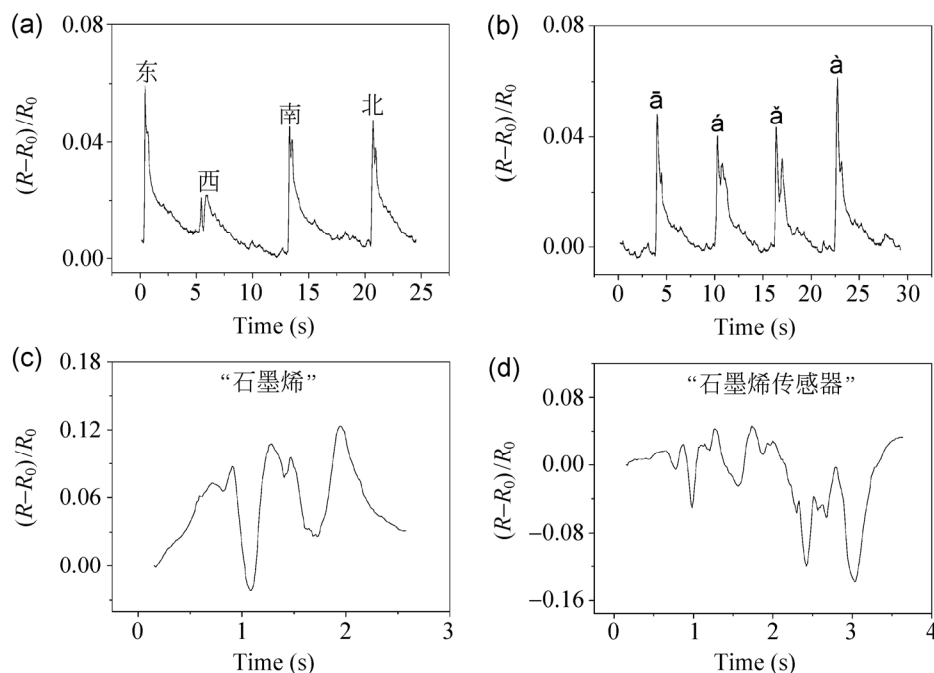 (a)
0.08
0.04
0.00
(R−R0)/R0
东
西
南
北
0 5 10 15 20 25
Time (s)
(b)
0.08
0.04
0.00
(R−R0)/R0
ā
á
ǎ
à
0 5 10 15 20 25 30
Time (s)
(c)
0.18
0.12
0.06
0.00
(R−R0)/R0
“石墨烯”
0 1 2 3
Time (s)
(d)
0.08
0.00
−0.08
−0.16
(R−R0)/R0
“石墨烯传感器”
0 1 2 3 4
Time (s)